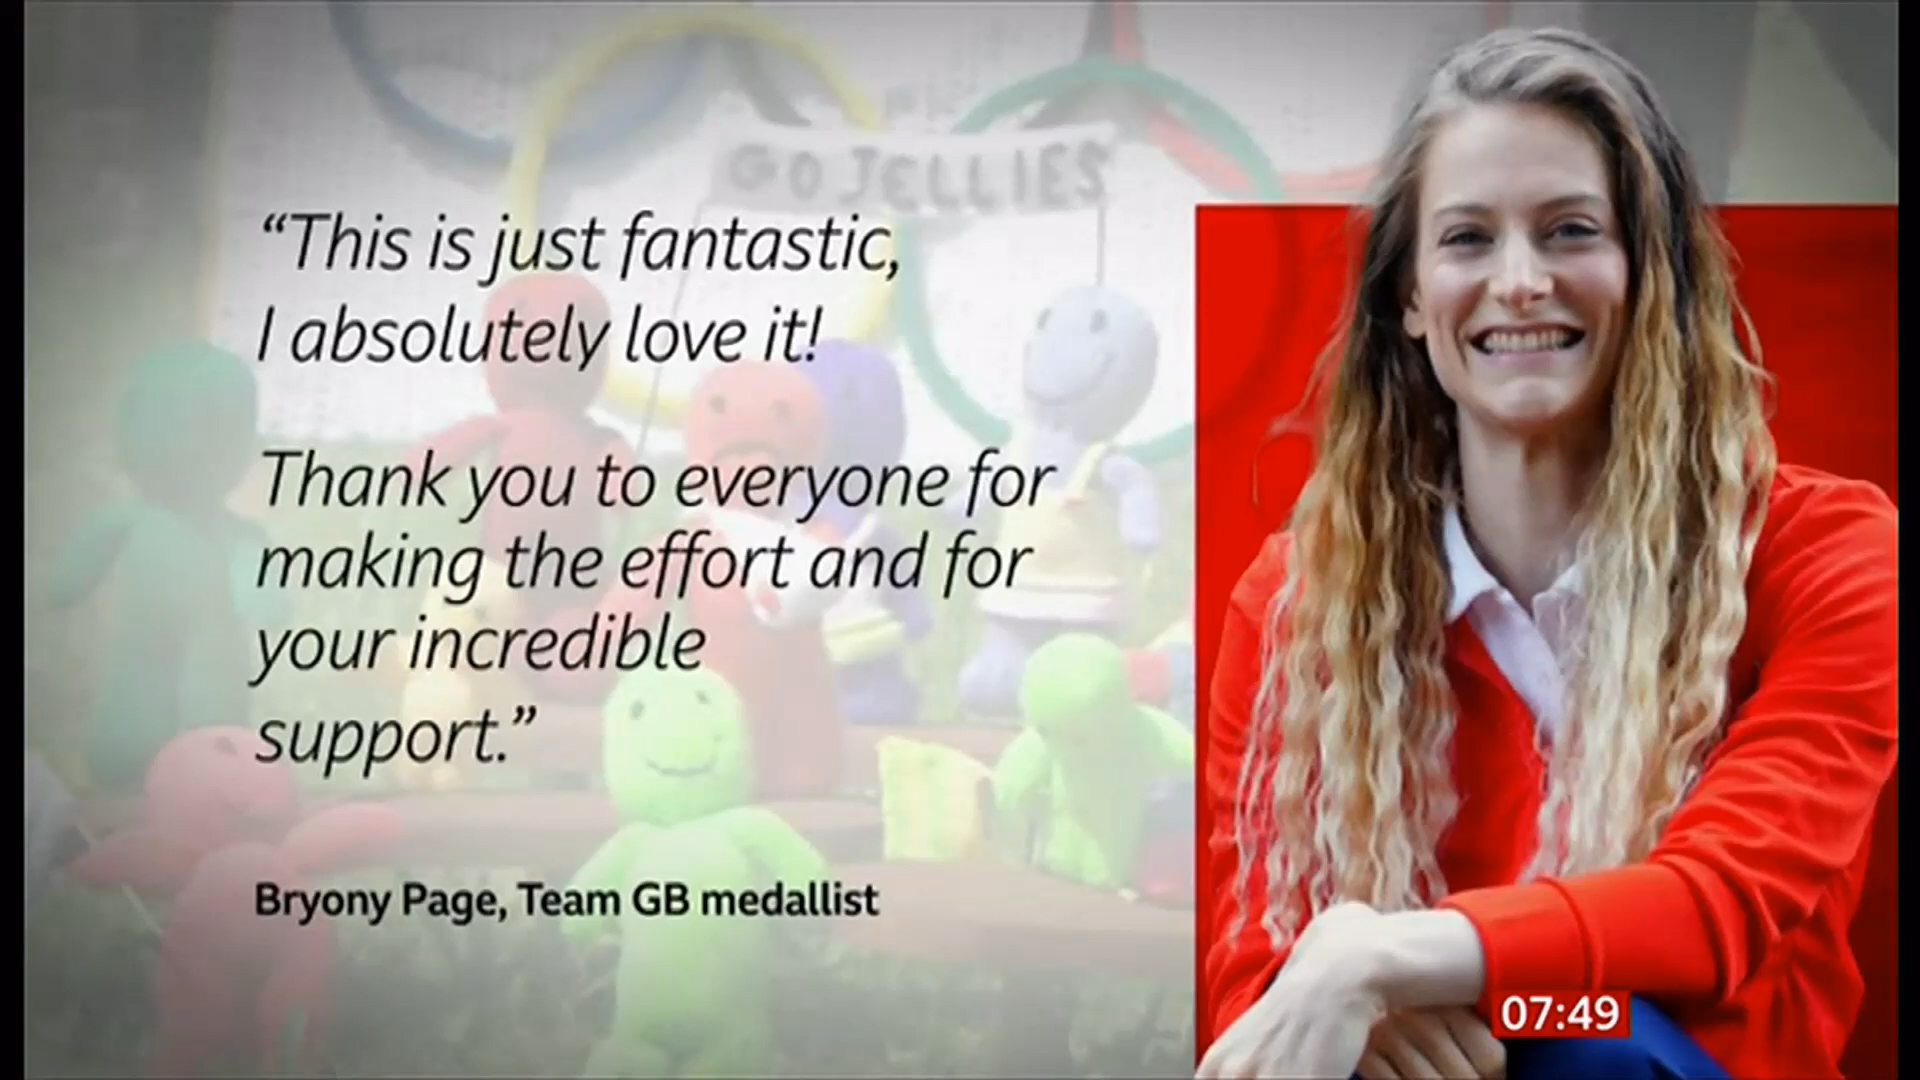 GO JELLIES
“This is just fantastic,
I absolutely love it!
Thank you to everyone for
making the effort and for
your incredible
support.”
Bryony Page, Team GB medallist
07:49